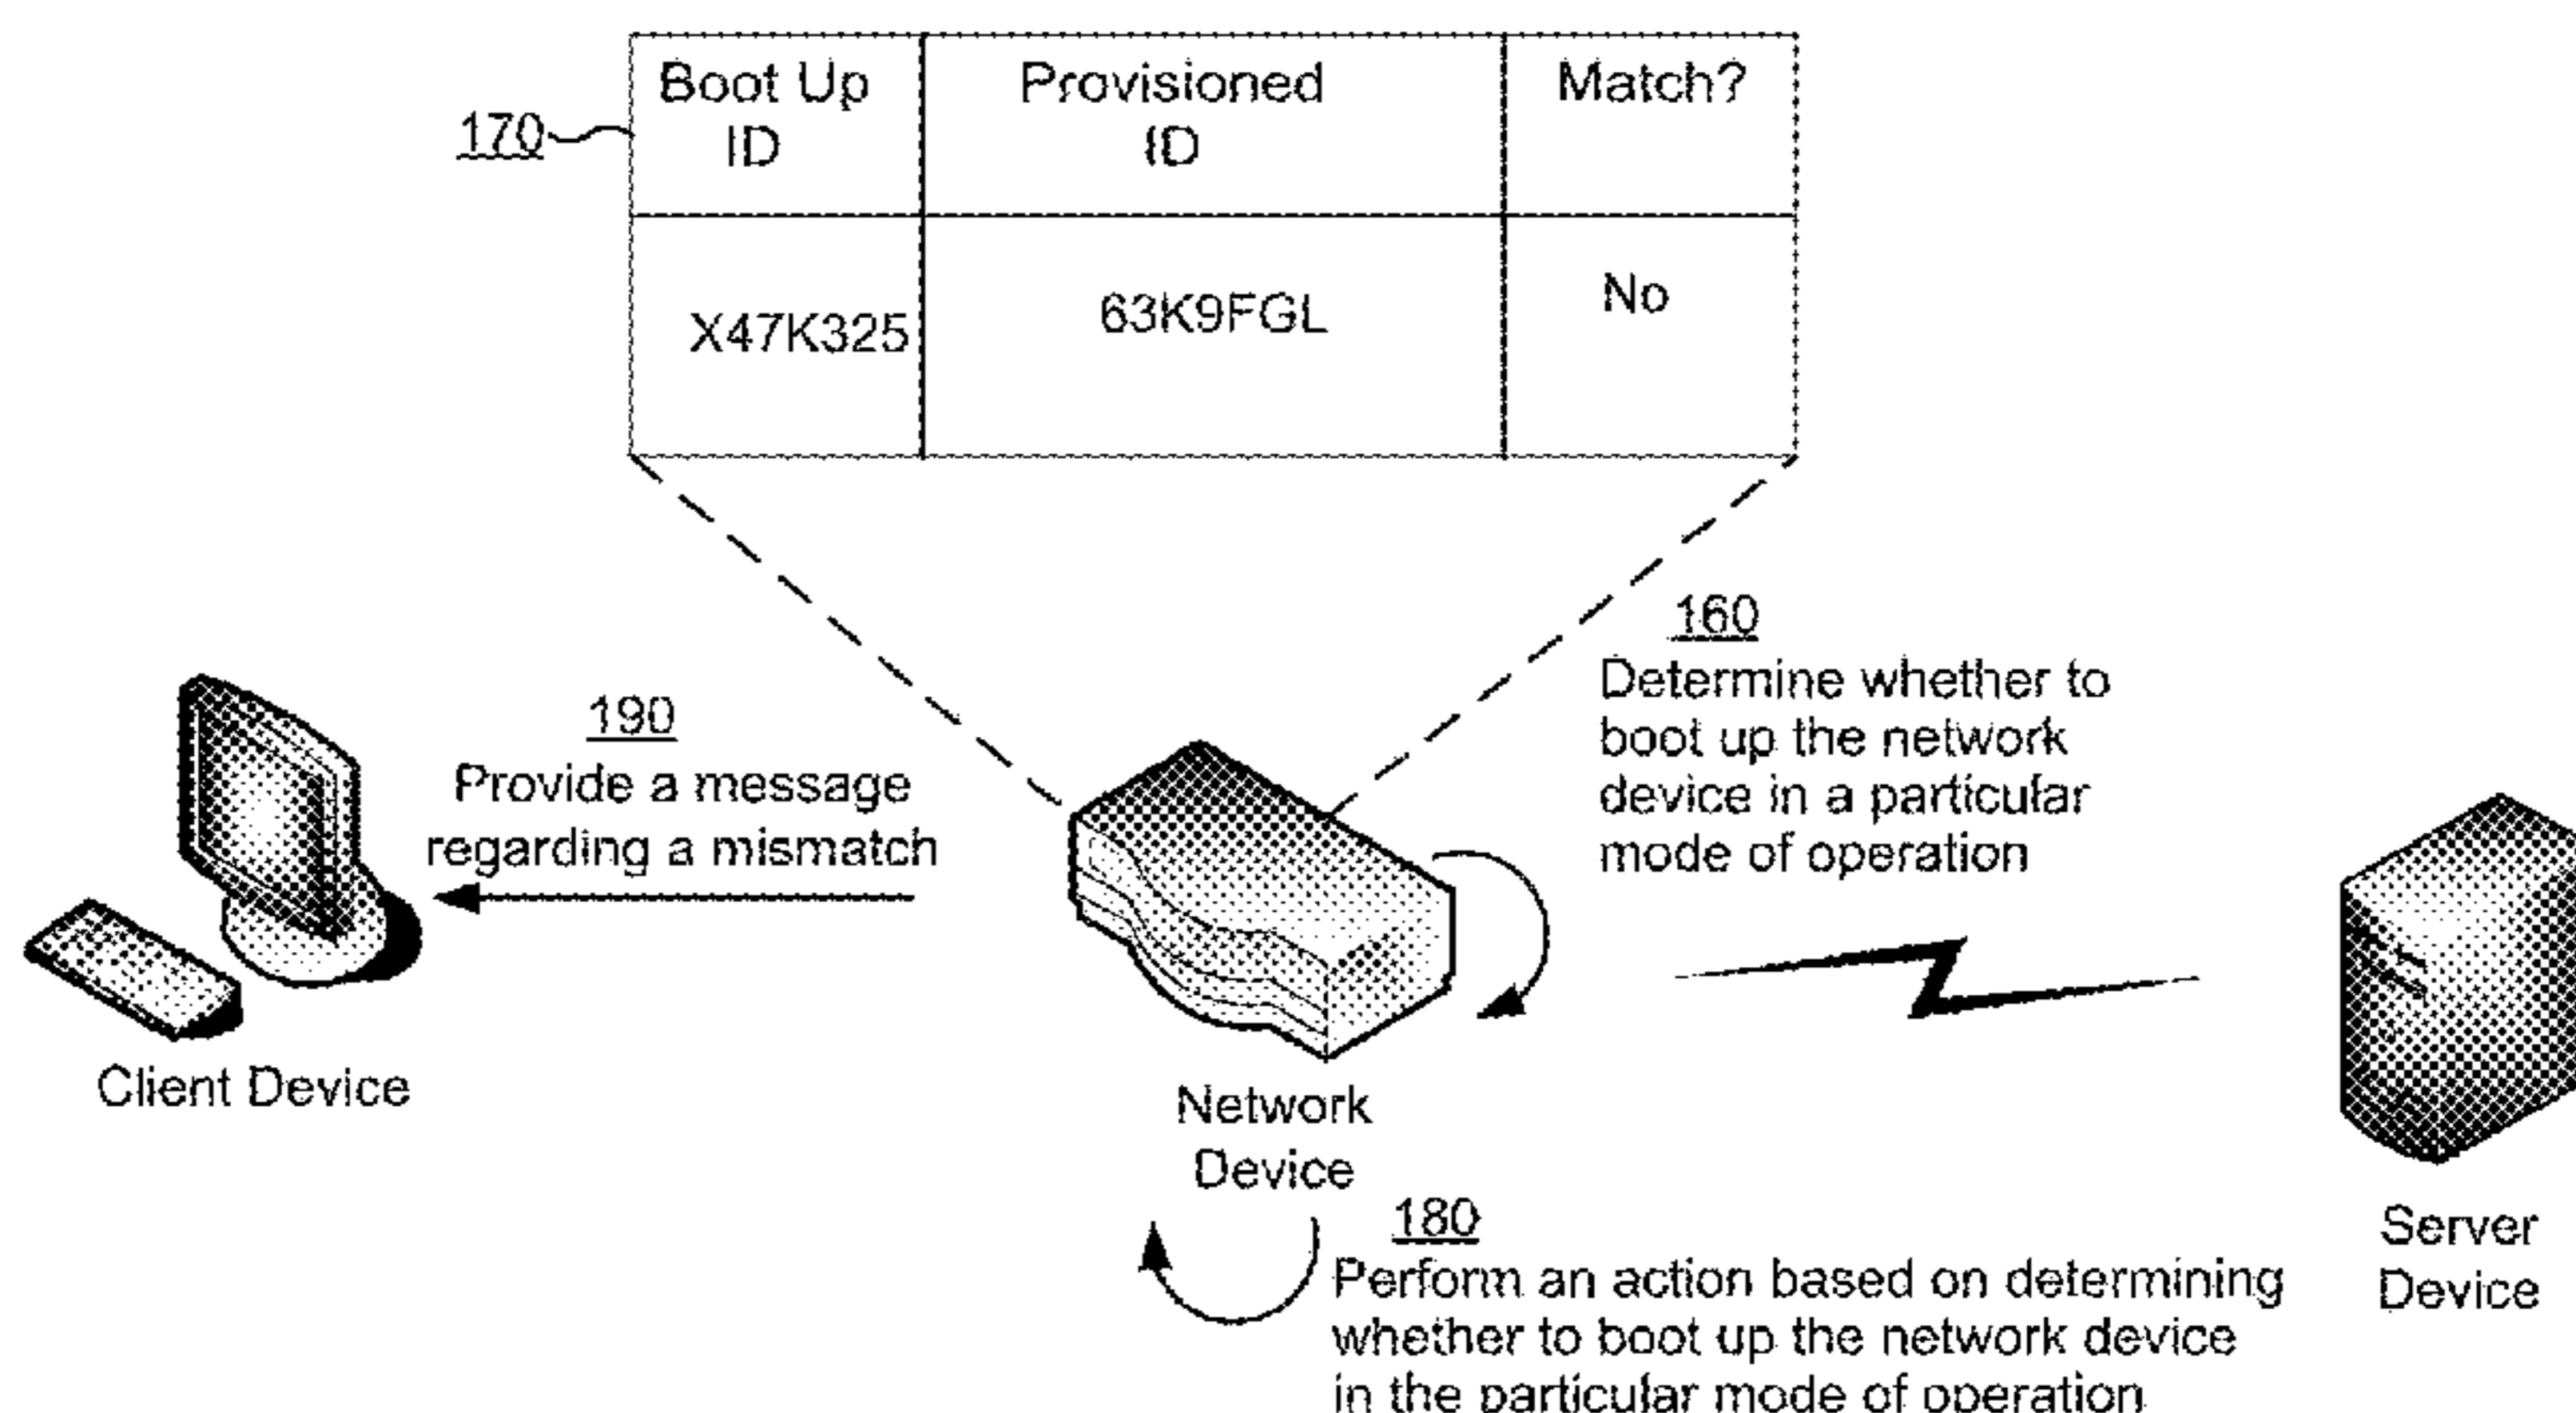 Boot Up
ID
Provisioned
ID
Match?
170
X47K325
63K9FGL
No
160
Determine whether to
boot up the network
device in a particular
mode of operation
190
Provide a message
regarding a mismatch
Client Device
Network
Device
180
Perform an action based on determining
whether to boot up the network device
in the particular mode of operation
Server
Device